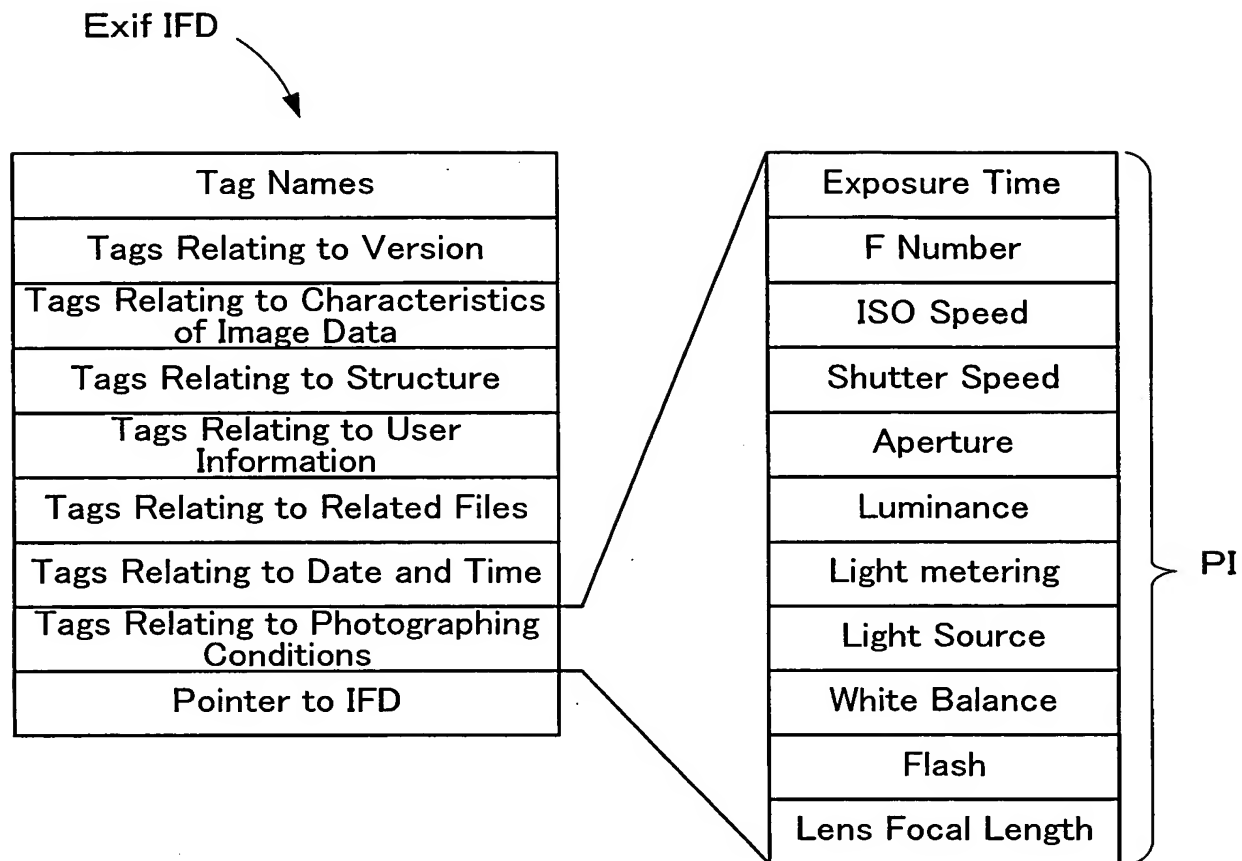 Exif IFD
Tag Names
Tags Relating to Version
Tags Relating to Characteristics
of Image Data
Tags Relating to Structure
Tags Relating to User
Information
Tags Relating to Related Files
Tags Relating to Date and Time
Tags Relating to Photographing
Conditions
Pointer to IFD
Exposure Time
F Number
ISO Speed
Shutter Speed
Aperture
Luminance
Light metering
Light Source
White Balance
Flash
Lens Focal Length
PI